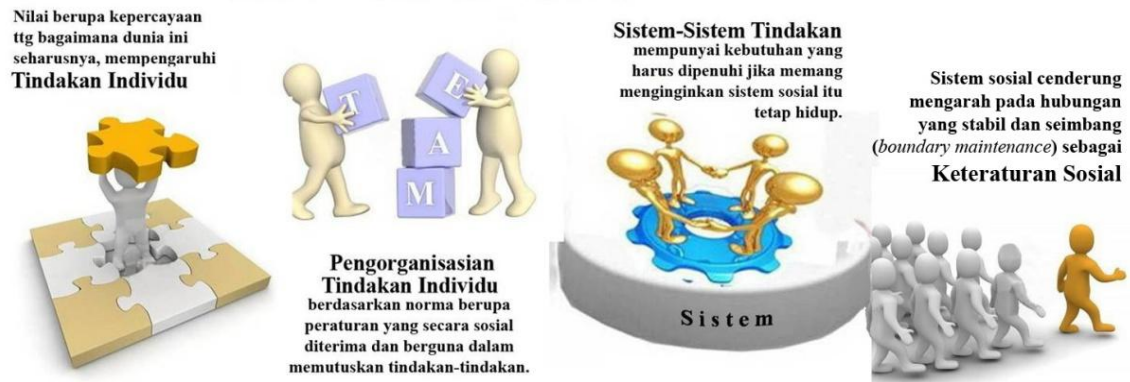 Nilai berupa kepercayaan
ttg bagaimana dunia ini
seharusnya, mempengaruhi
Tindakan Individu
T
E
A
M
Pengorganisasian
Tindakan Individu
berdasarkan norma berupa
peraturan yang secara sosial
diterima dan berguna dalam
memutuskan tindakan-tindakan.
Sistem-Sistem Tindakan
mempunyai kebutuhan yang
harus dipenuhi jika memang
menginginkan sistem sosial itu
tetap hidup.
Sistem
Sistem sosial cenderung
mengarah pada hubungan
yang stabil dan seimbang
(boundary maintenance) sebagai
Keteraturan Sosial